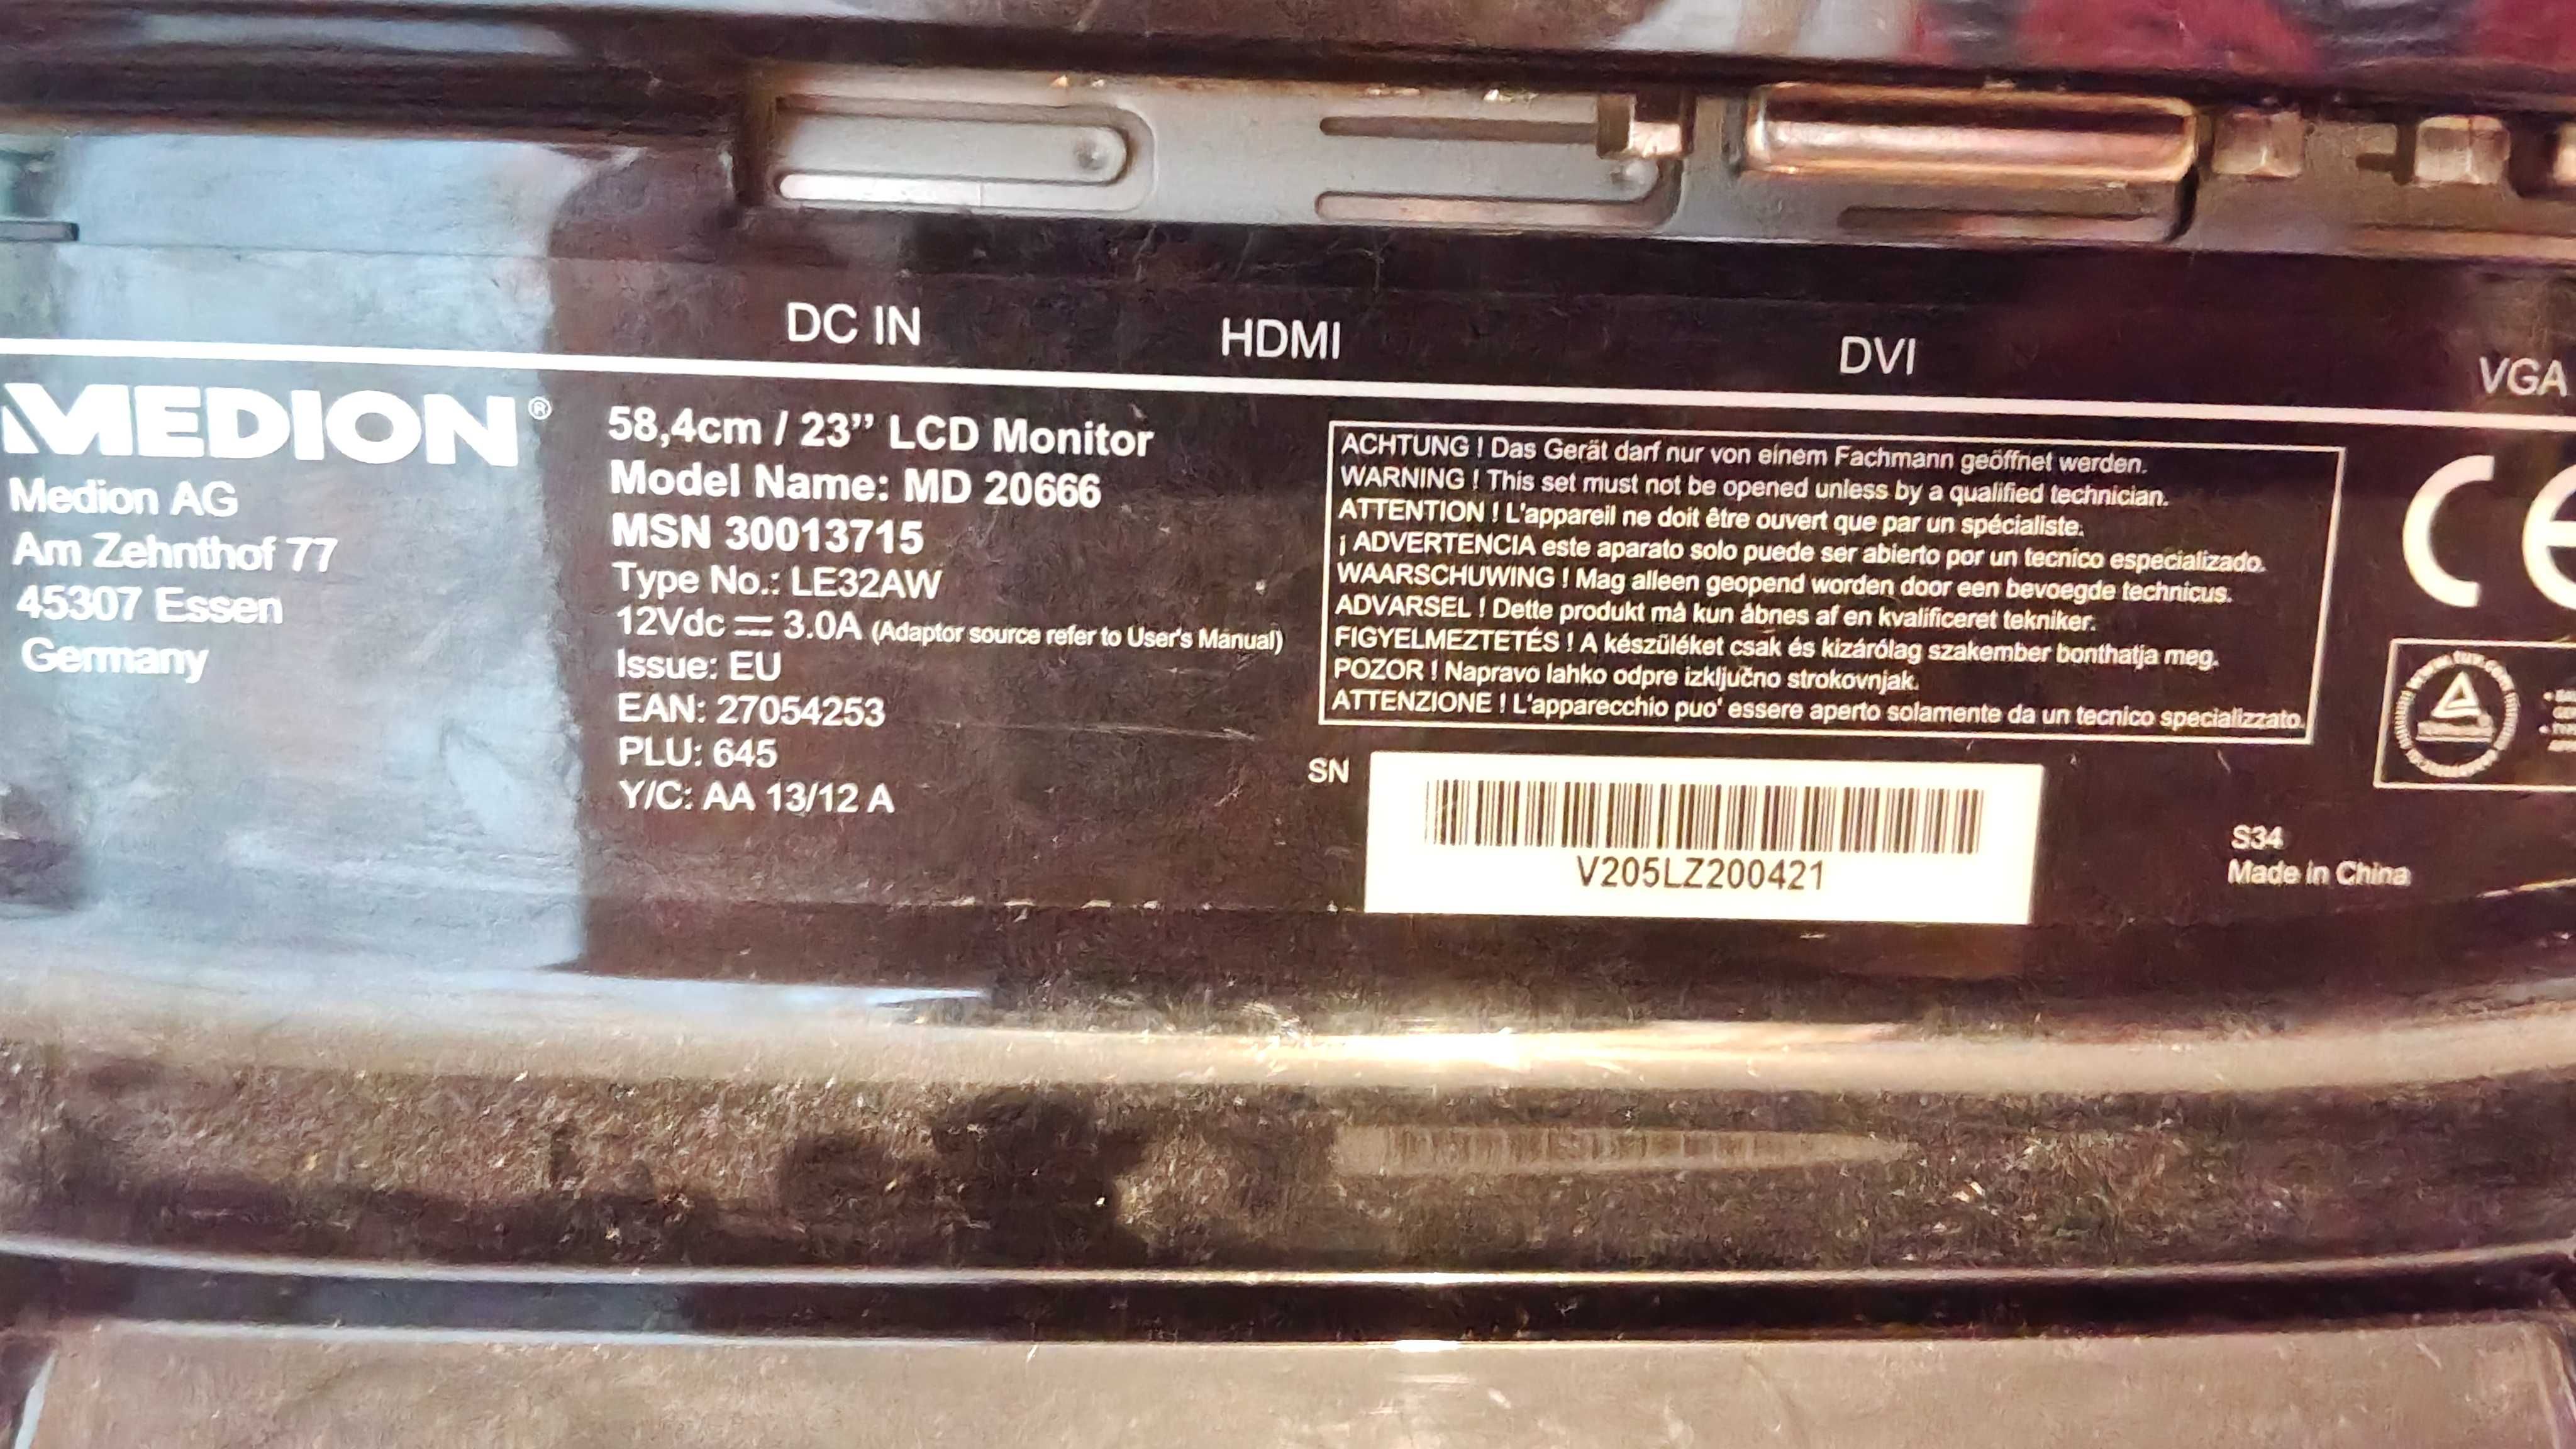 DC IN
HDMI
DVI
VGA
MEDION®
Medion AG
Am Zehnthof 77
45307 Essen
Germany
58,4cm / 23” LCD Monitor
Model Name: MD 20666
MSN 30013715
Type No.: LE32AW
12Vdc ⎓ 3.0A (Adaptor source refer to User's Manual)
Issue: EU
EAN: 27054253
PLU: 645
Y/C: AA 13/12 A
ACHTUNG ! Das Gerät darf nur von einem Fachmann geöffnet werden.
WARNING ! This set must not be opened unless by a qualified technician.
ATTENTION ! L'appareil ne doit être ouvert que par un spécialiste.
¡ ADVERTENCIA este aparato solo puede ser abierto por un tecnico especializado.
WAARSCHUWING ! Mag alleen geopend worden door een bevoegde technicus.
ADVARSEL ! Dette produkt må kun åbnes af en kvalificeret tekniker.
FIGYELMEZTETÉS ! A készüléket csak és kizárólag szakember bonthatja meg.
POZOR ! Napravo lahko odpre izključno strokovnjak.
ATTENZIONE ! L'apparecchio puo' essere aperto solamente da un tecnico specializzato.
SN
V205LZ200421
CE
www.tuv.com
S34
Made in China